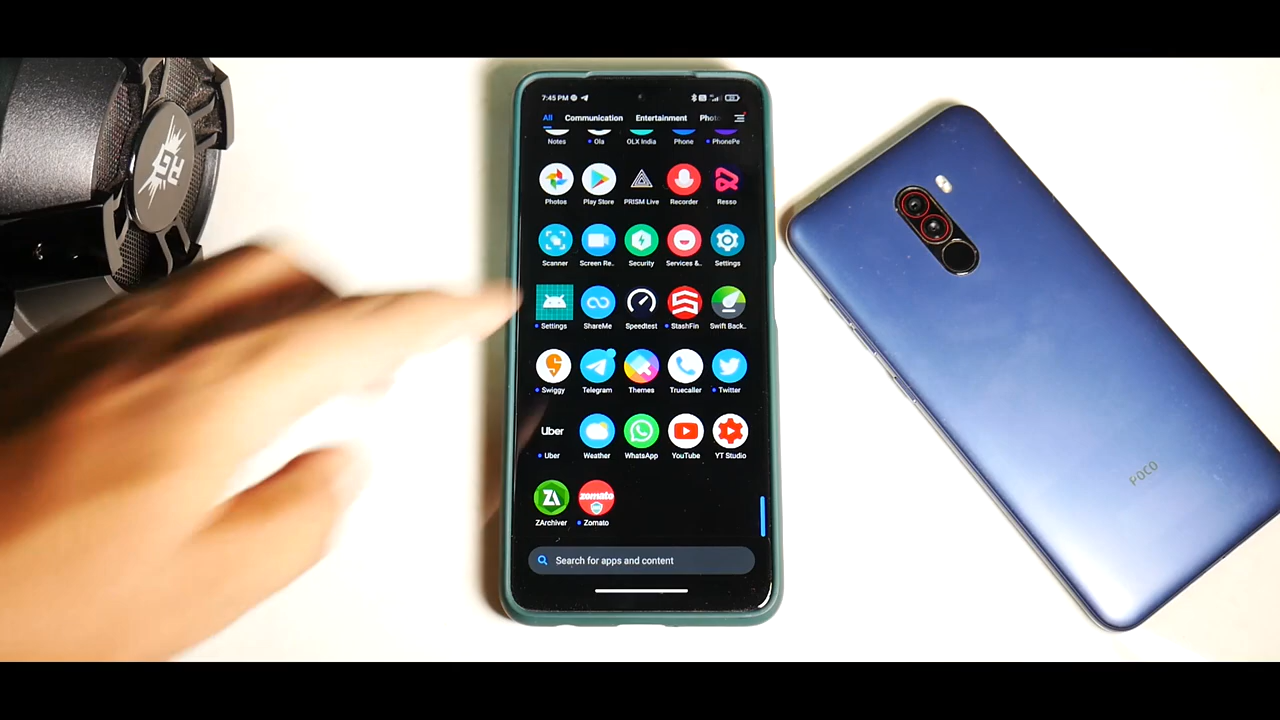 7:45 PM
All Communication Entertainment Phot
Notes Ola OLX India Phone PhonePe
Photos Play Store PRISM Live Recorder Resso
Scanner Screen Re.. Security Services &.. Settings
Settings ShareMe Speedtest StashFin Swift Back..
Swiggy Telegram Themes Truecaller Twitter
Uber
Uber Weather WhatsApp YouTube YT Studio
zomato
ZArchiver Zomato
Search for apps and content
POCO